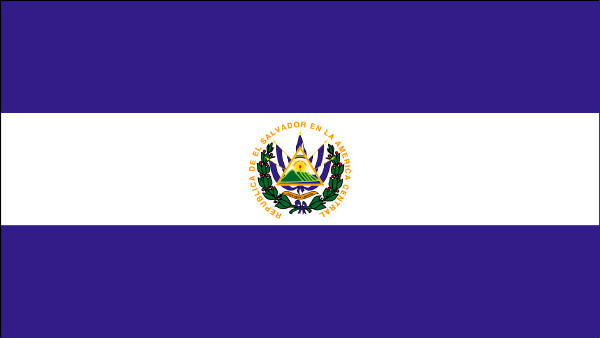 REPUBLICA DE EL SALVADOR EN LA AMERICA CENTRAL